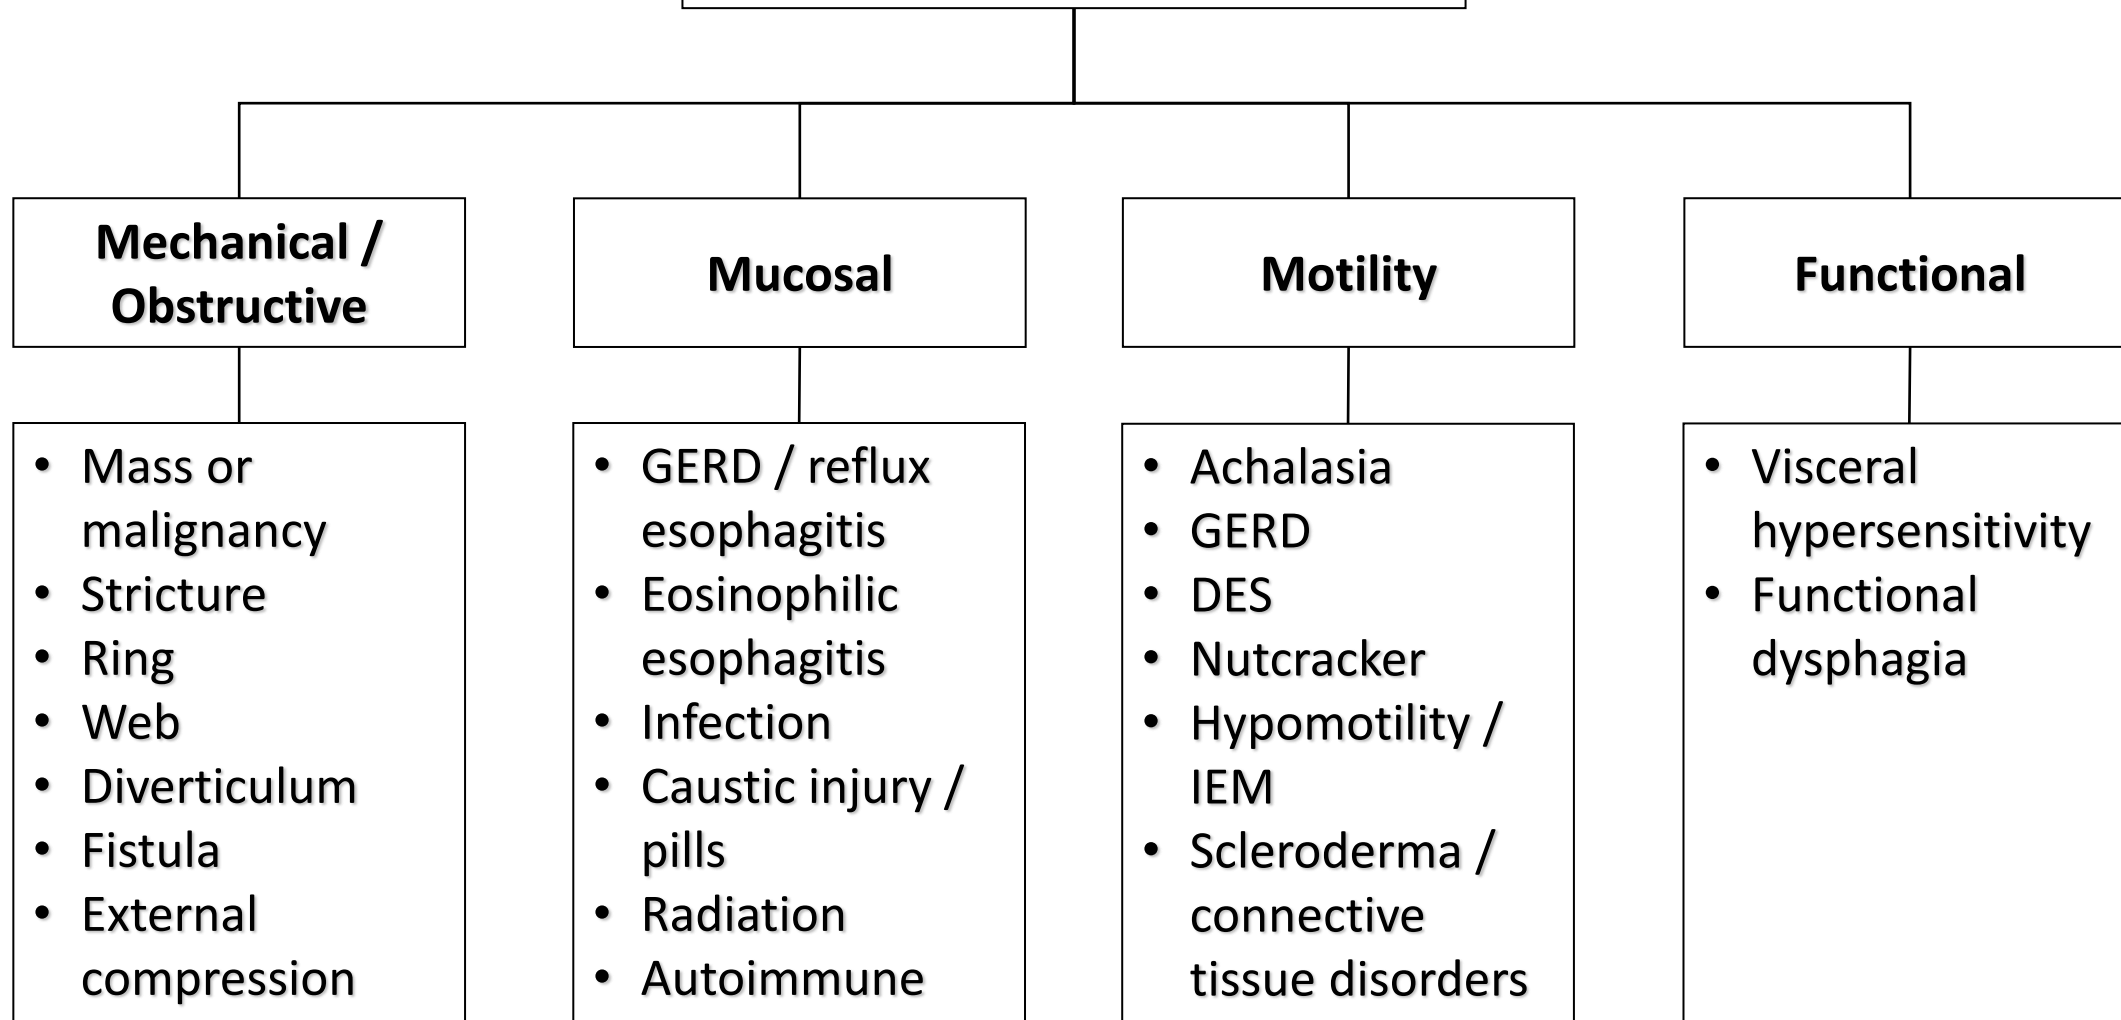 Mechanical /
Obstructive
Mucosal
Motility
Functional
• Mass or
malignancy
• Stricture
• Ring
• Web
• Diverticulum
• Fistula
• External
compression
• GERD / reflux
esophagitis
• Eosinophilic
esophagitis
• Infection
• Caustic injury /
pills
• Radiation
• Autoimmune
• Achalasia
• GERD
• DES
• Nutcracker
• Hypomotility /
IEM
• Scleroderma /
connective
tissue disorders
• Visceral
hypersensitivity
• Functional
dysphagia